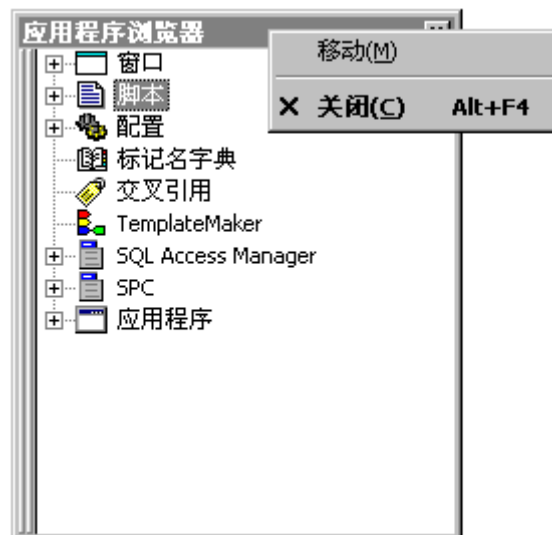 应用程序浏览器
移动(M)
关闭(C) Alt+F4
窗口
脚本
配置
标记名字典
交叉引用
TemplateMaker
SQL Access Manager
SPC
应用程序